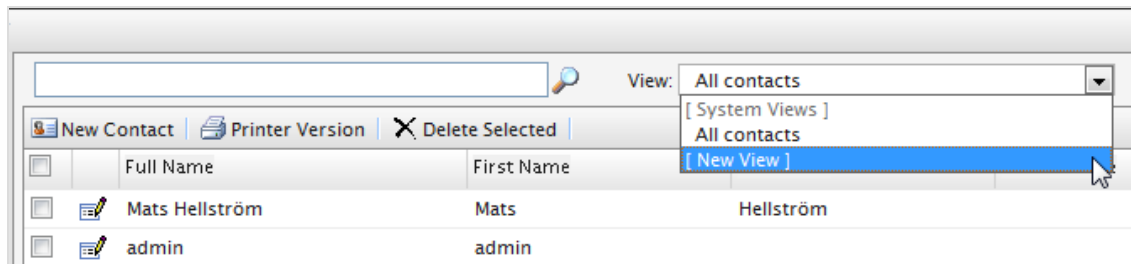 View: All contacts
[ System Views ]
New Contact Printer Version Delete Selected
All contacts
[ New View ]
Full Name First Name
Mats Hellström Mats Hellström
admin admin